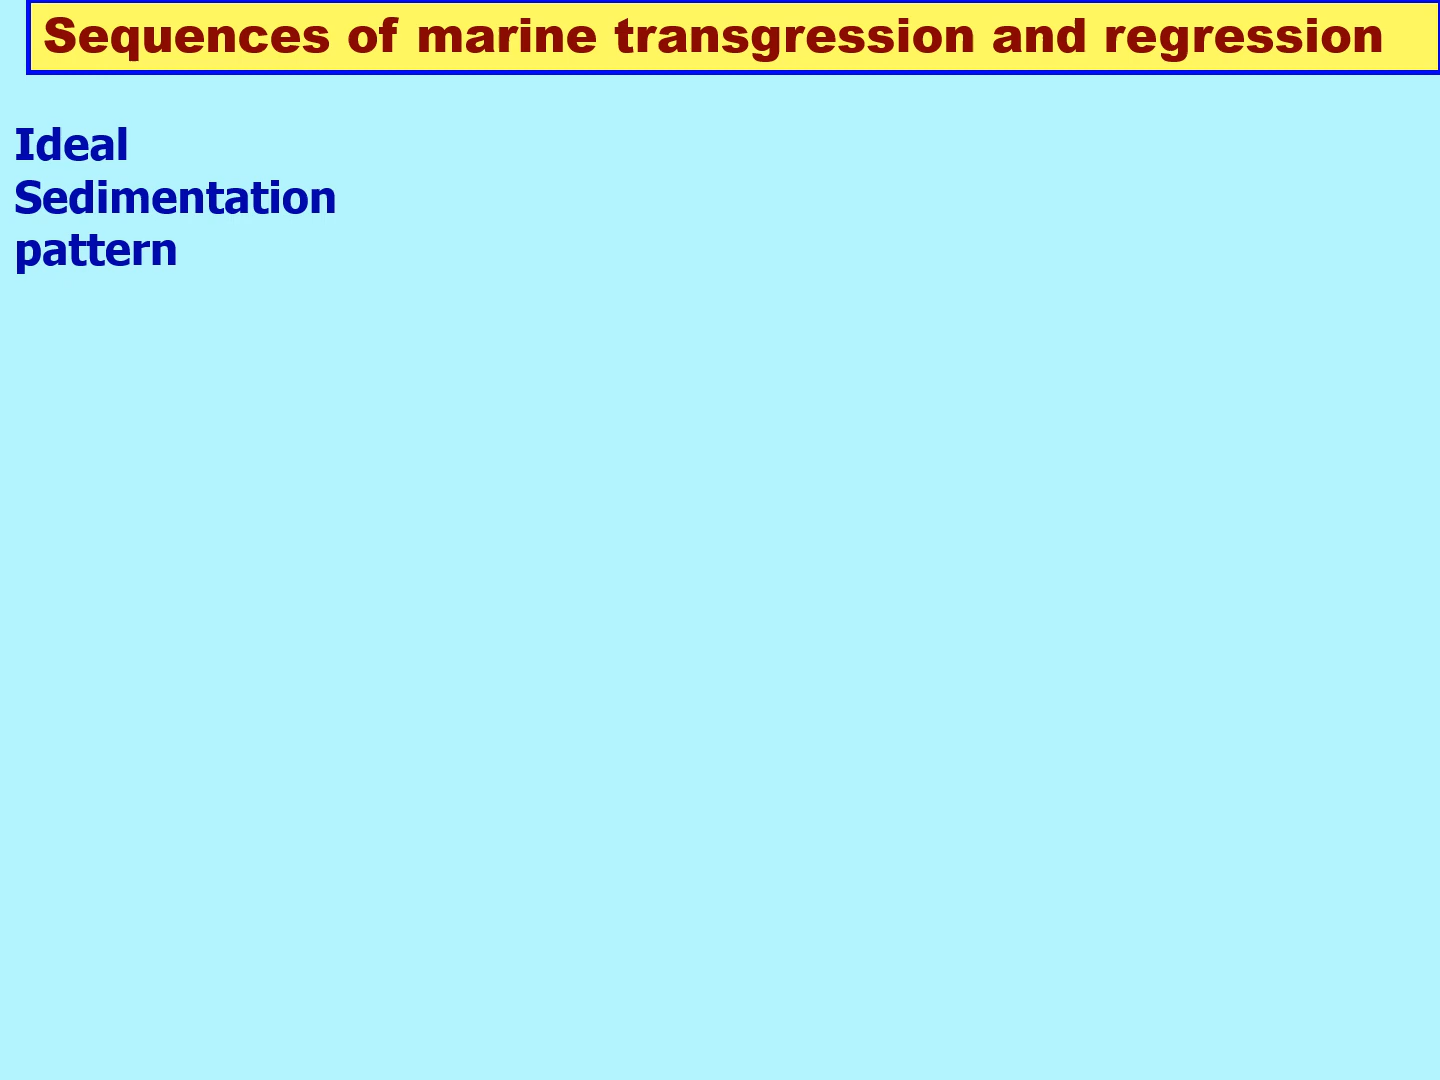 Sequences of marine transgression and regression
Ideal
Sedimentation
pattern